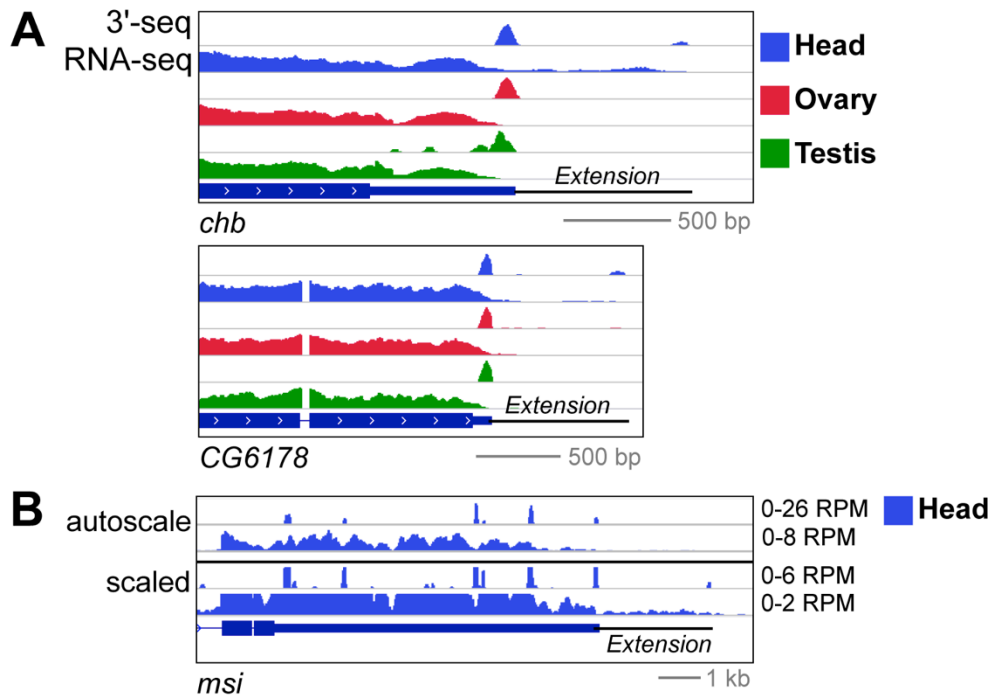 A
3'-seq
RNA-seq
Head
Ovary
Testis
Extension
500 bp
chb
Extension
500 bp
CG6178
B
autoscale
0-26 RPM
0-8 RPM
Head
scaled
0-6 RPM
0-2 RPM
Extension
1 kb
msi